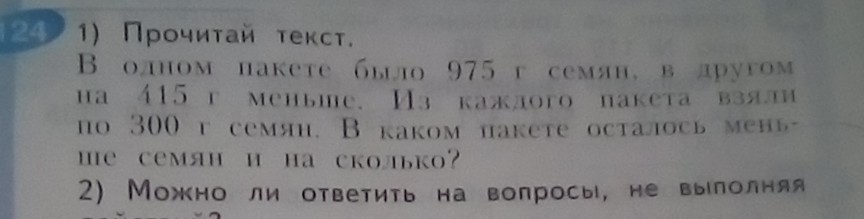 124 1) Прочитай текст.
В одном пакете было 975 г семян, в другом
на 415 г меньше. Из каждого пакета взяли
по 300 г семян. В каком пакете осталось мень-
ше семян и на сколько?
2) Можно ли ответить на вопросы, не выполняя